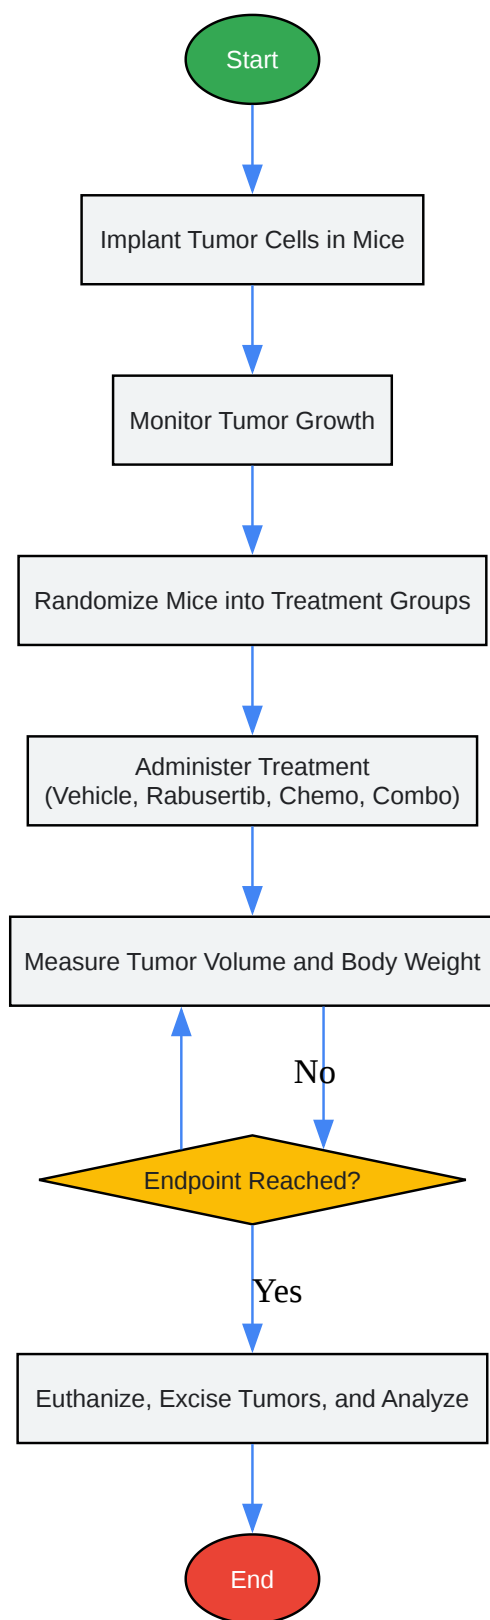 Start
Implant Tumor Cells in Mice
Monitor Tumor Growth
Randomize Mice into Treatment Groups
Administer Treatment
(Vehicle, Rabusertib, Chemo, Combo)
Measure Tumor Volume and Body Weight
No
Endpoint Reached?
Yes
Euthanize, Excise Tumors, and Analyze
End